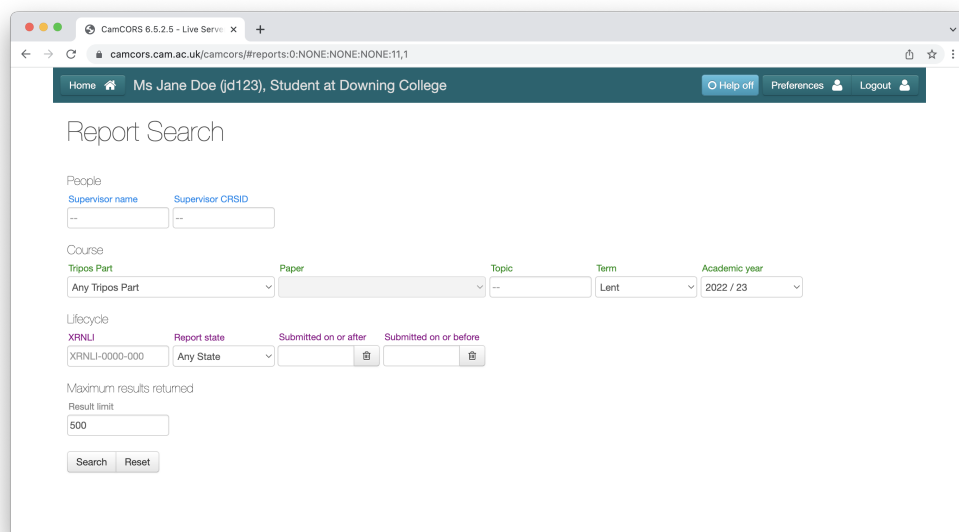 CamCORS 6.5.2.5 - Live Serve
camcors.cam.ac.uk/camcors/#reports:0:NONE:NONE:NONE:11,1
Home Ms Jane Doe (jd123), Student at Downing College Help off Preferences Logout
Report Search
People
Supervisor name Supervisor CRSID
-- --
Course
Tripos Part Paper Topic Term Academic year
Any Tripos Part -- Lent 2022 / 23
Lifecycle
XRNLI Report state Submitted on or after Submitted on or before
XRNLI-0000-000 Any State
Maximum results returned
Result limit
500
Search Reset